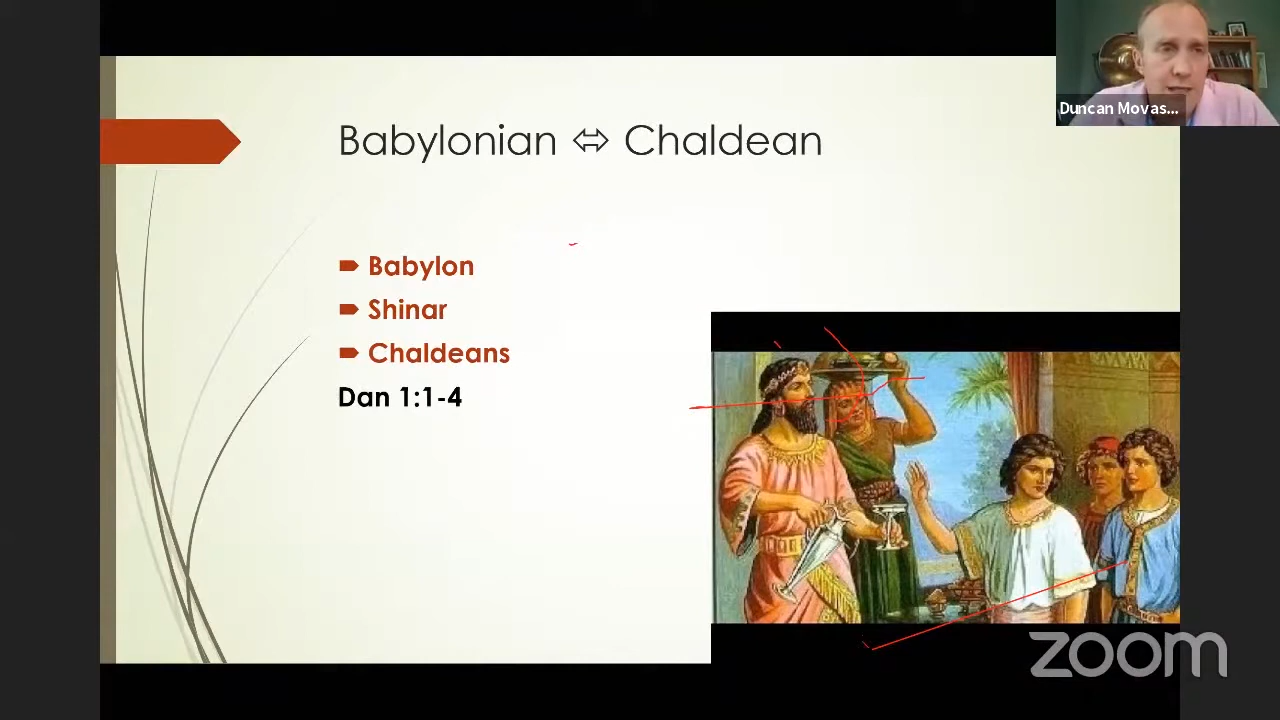 Duncan Movas...
Babylonian ⇔ Chaldean
Babylon
Shinar
Chaldeans
Dan 1:1-4
zoom